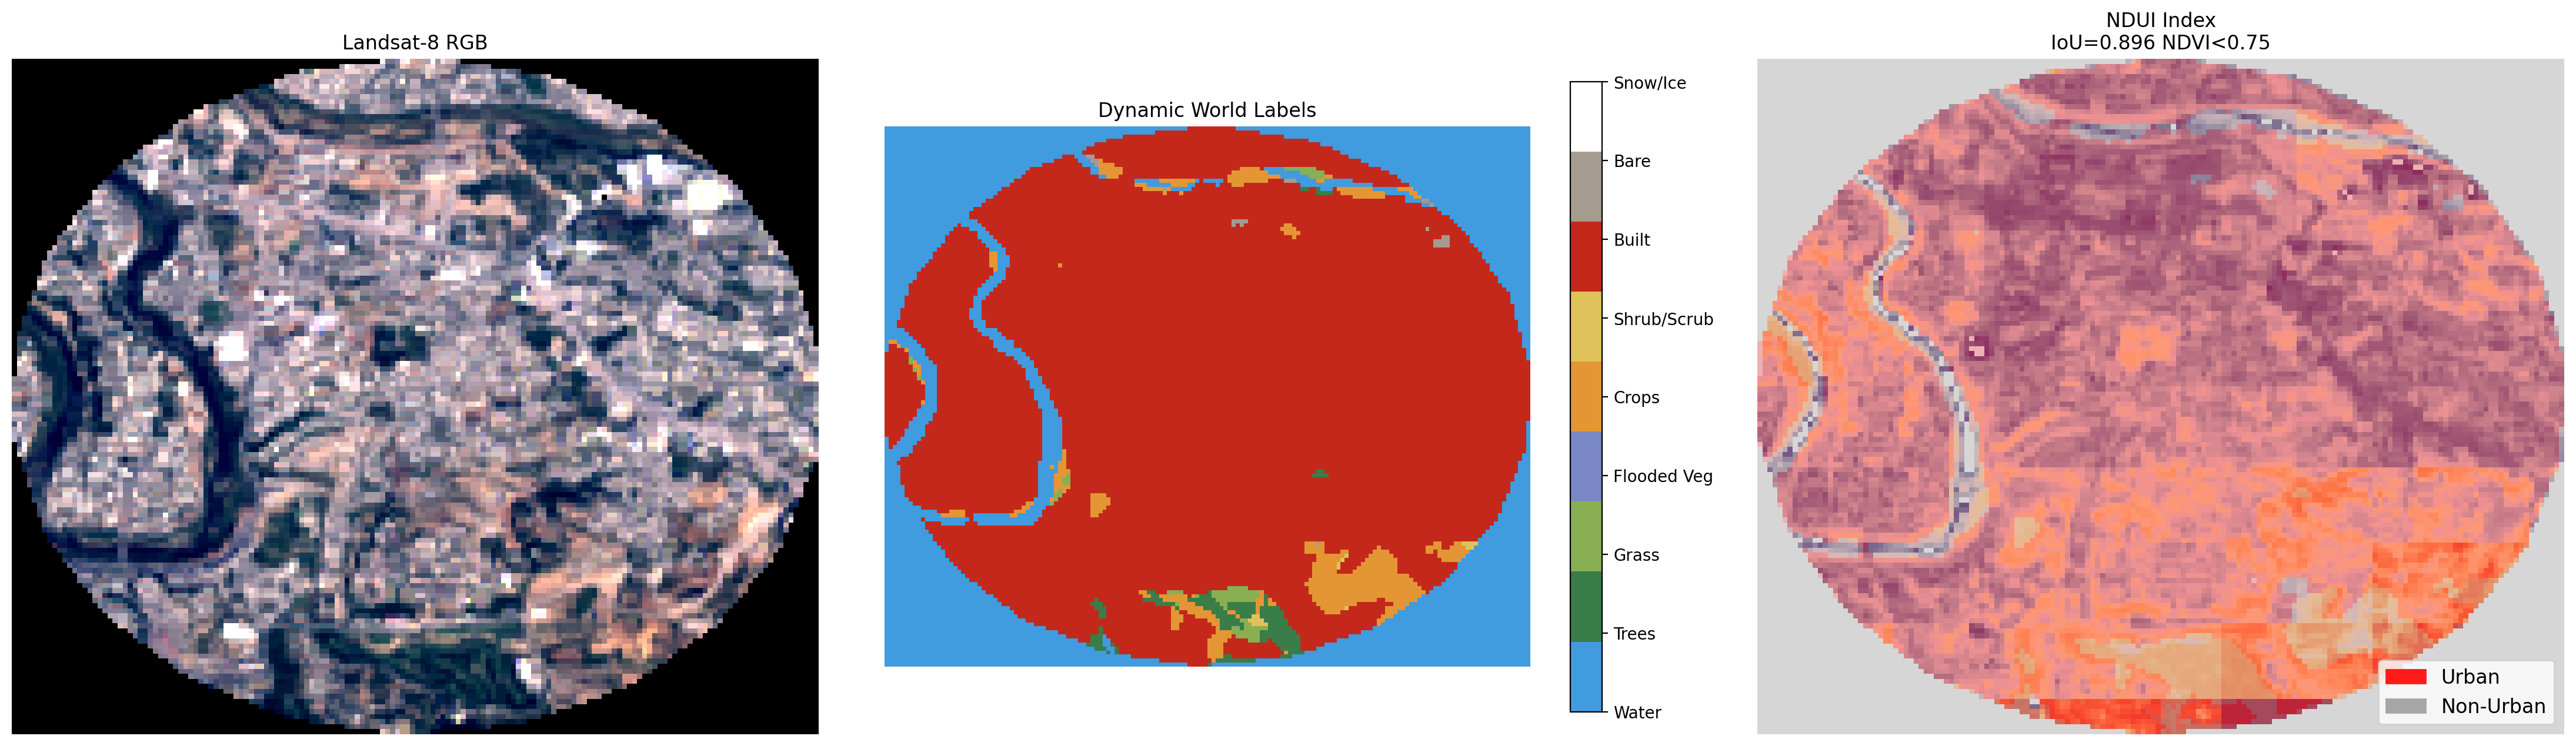 Landsat-8 RGB
Dynamic World Labels
Snow/Ice
Bare
Built
Shrub/Scrub
Crops
Flooded Veg
Grass
Trees
Water
NDUI Index
IoU=0.896 NDVI<0.75
Urban
Non-Urban